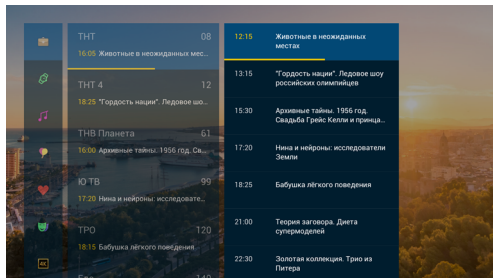 ТНТ 08
16:05 Животные в неожиданных мес...
ТНТ 4 12
18:25 "Гордость нации". Ледовое шо...
ТНВ Планета 61
16:00 Архивные тайны. 1956 год. Св...
Ю ТВ 99
17:20 Нина и нейроны: исследовате...
ТРО 120
18:15 Бабушка лёгкого поведения
140
4K
12:15 Животные в неожиданных
местах
13:15 "Гордость нации". Ледовое шоу
российских олимпийцев
15:30 Архивные тайны. 1956 год.
Свадьба Грейс Келли и принца...
17:20 Нина и нейроны: исследователи
Земли
18:25 Бабушка лёгкого поведения
21:00 Теория заговора. Диета
супермоделей
22:30 Золотая коллекция. Трио из
Питера